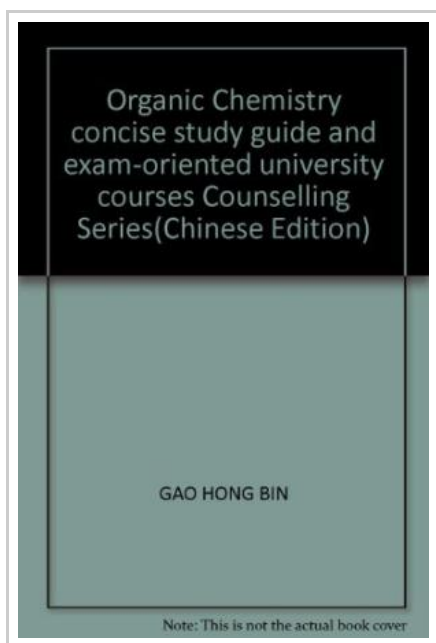 Organic Chemistry
concise study guide and
exam-oriented university
courses Counselling
Series(Chinese Edition)
GAO HONG BIN
Note: This is not the actual book cover